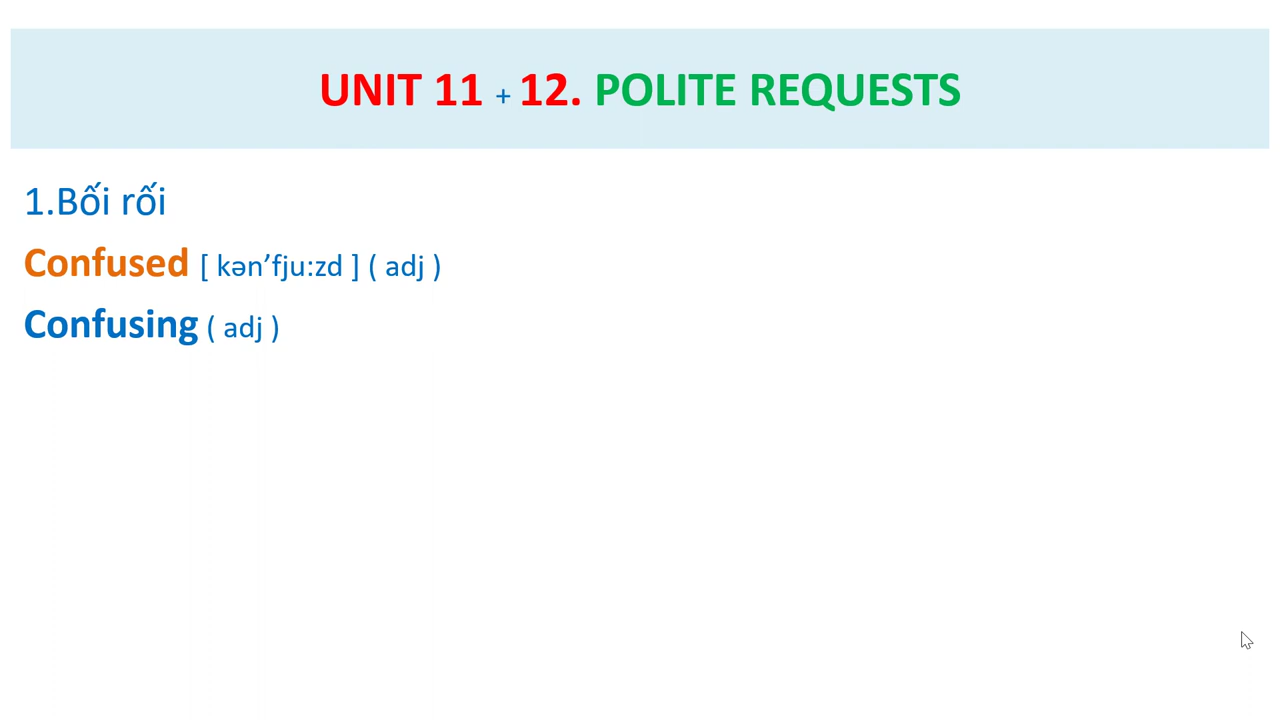 UNIT 11 + 12. POLITE REQUESTS
1.Bối rối
Confused [ kən’fju:zd ] ( adj )
Confusing ( adj )